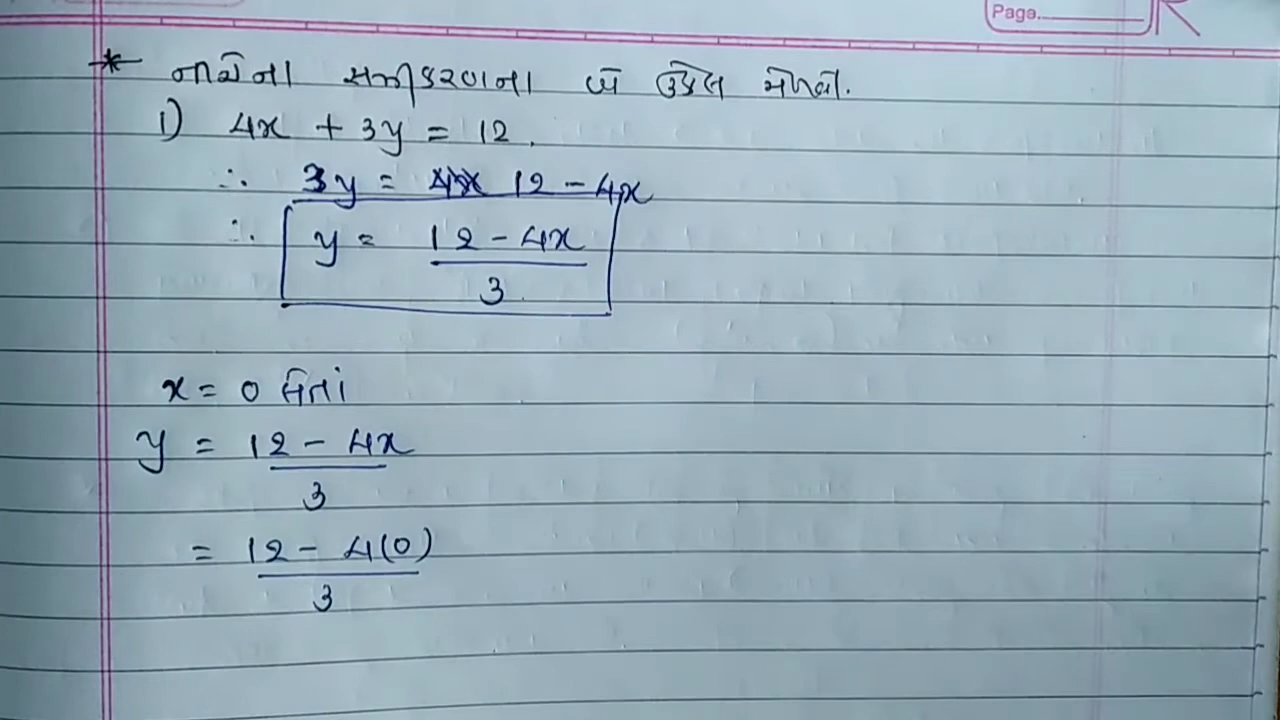 Page.
* નીચેના સમીકરણના બે ઉકેલ મેળવો.
1) 4x + 3y = 12.
∴ 3y = 4x 12 - 4x
∴ y = 12 - 4x / 3
x = 0 લેતાં
y = 12 - 4x / 3
= 12 - 4(0) / 3